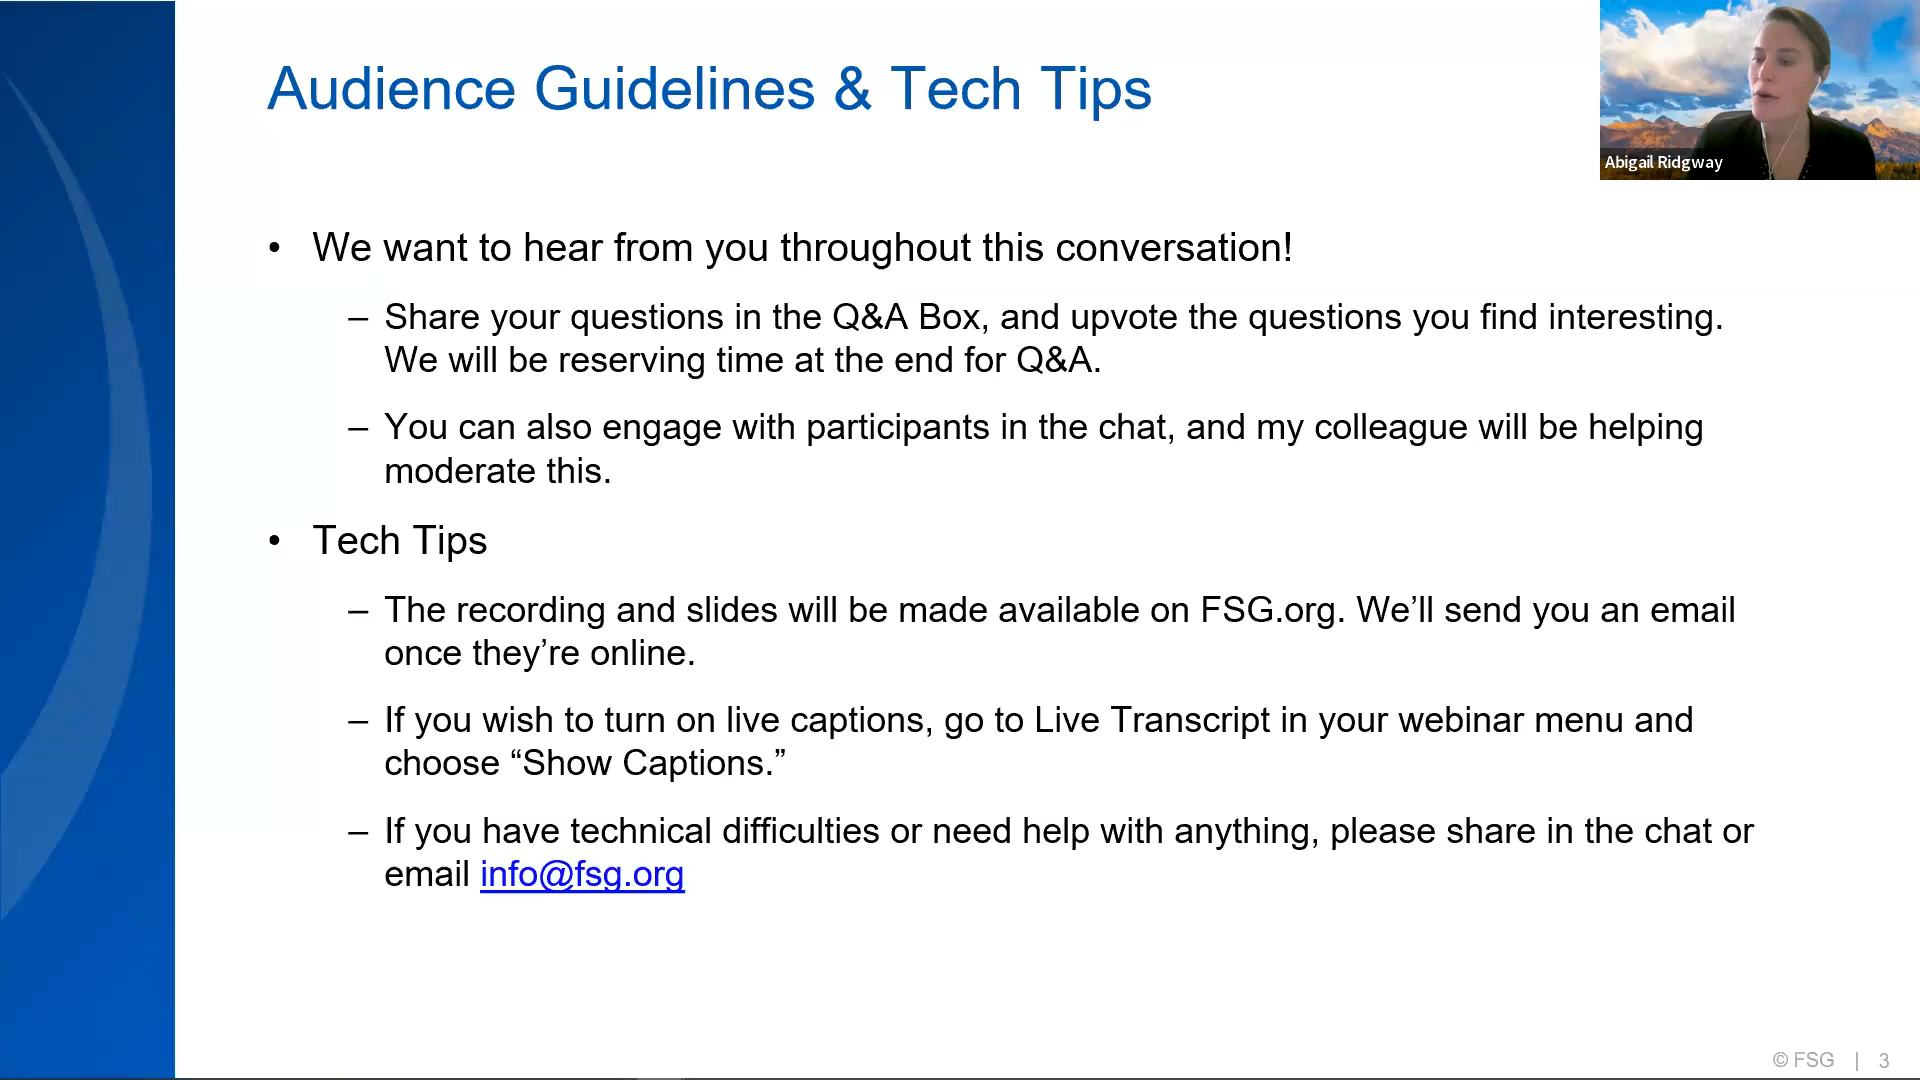 Audience Guidelines & Tech Tips
Abigail Ridgway
• We want to hear from you throughout this conversation!
– Share your questions in the Q&A Box, and upvote the questions you find interesting.
We will be reserving time at the end for Q&A.
– You can also engage with participants in the chat, and my colleague will be helping
moderate this.
• Tech Tips
– The recording and slides will be made available on FSG.org. We’ll send you an email
once they’re online.
– If you wish to turn on live captions, go to Live Transcript in your webinar menu and
choose “Show Captions.”
– If you have technical difficulties or need help with anything, please share in the chat or
email info@fsg.org
© FSG | 3